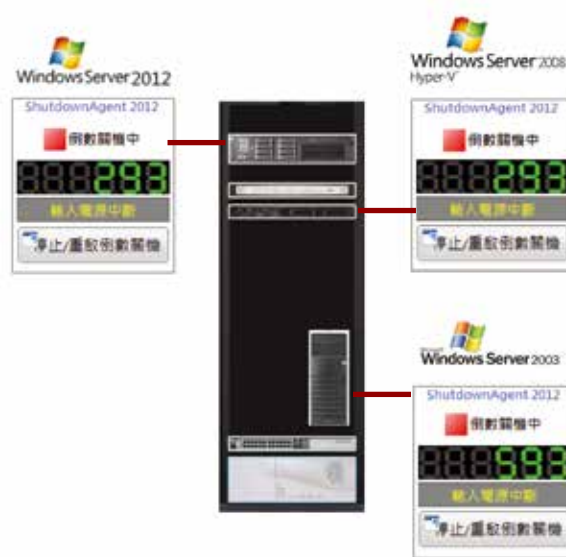 Windows Server 2012
ShutdownAgent 2012
倒數關機中
293
輸入電源中斷
停止/重啟倒數關機
Windows Server 2008
Hyper-V
ShutdownAgent 2012
倒數關機中
293
輸入電源中斷
停止/重啟倒數關機
Windows Server 2003
ShutdownAgent 2012
倒數關機中
593
輸入電源中斷
停止/重啟倒數關機